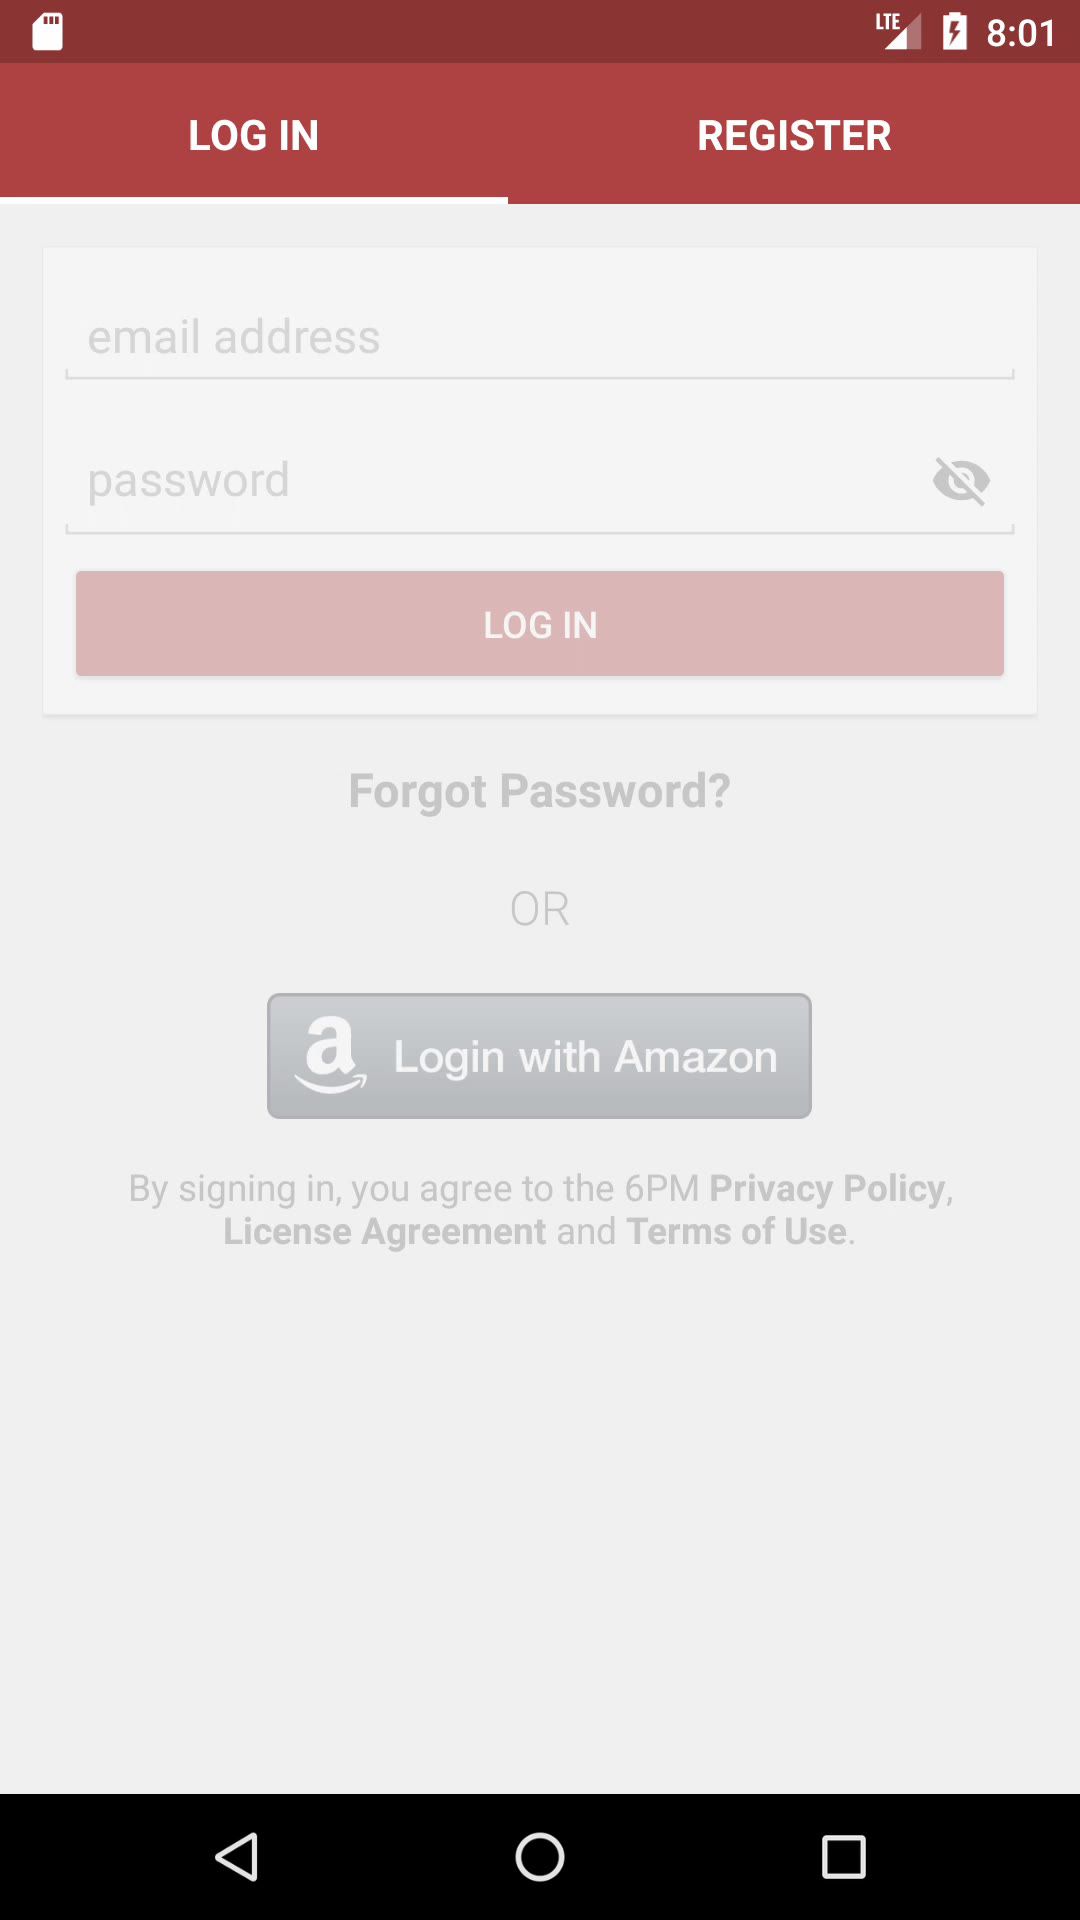 LTE 8:01
LOG IN REGISTER
email address
password
LOG IN
Forgot Password?
OR
a Login with Amazon
By signing in, you agree to the 6PM Privacy Policy,
License Agreement and Terms of Use.